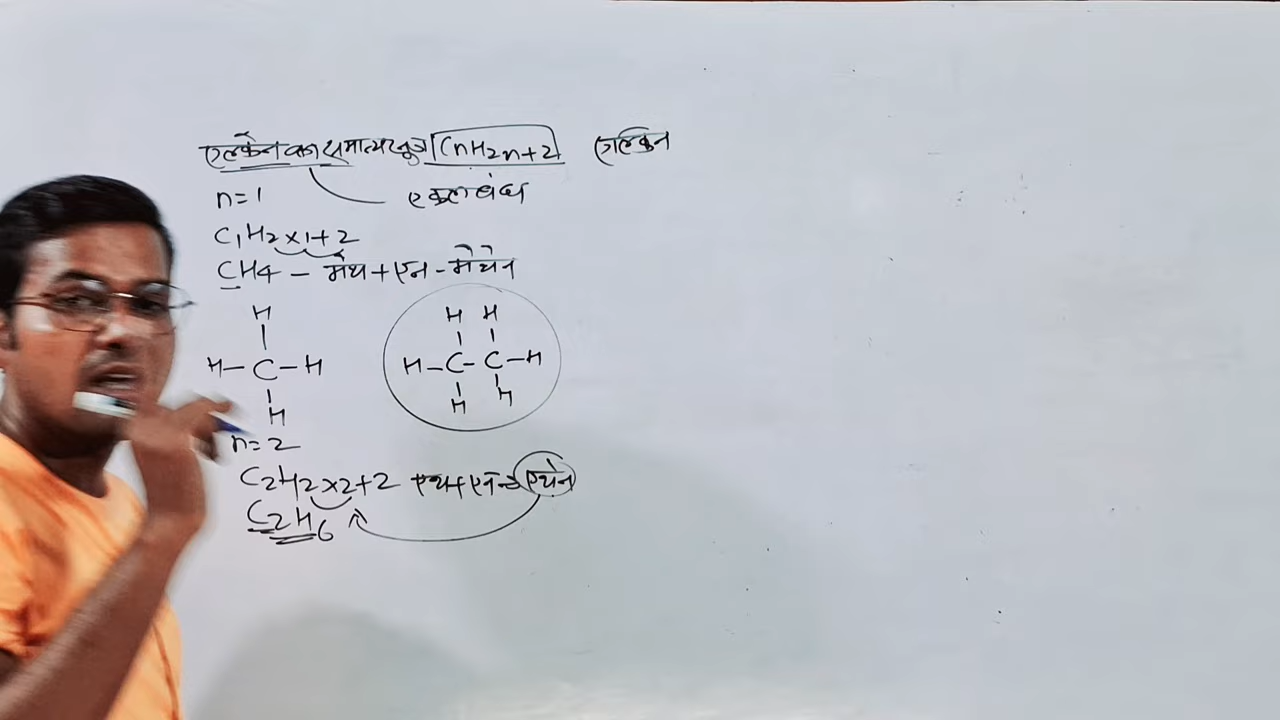 एल्केन का सामान्य सूत्र CnH2n+2 एल्किन
n=1 एकल बंध
C1H2×1+2
CH4 – मेथ+एन - मेथेन
H H H
H–C–H H–C–C–H
H H H
n=2
C2H2×2+2 एथ+एन = एथेन
C2H6